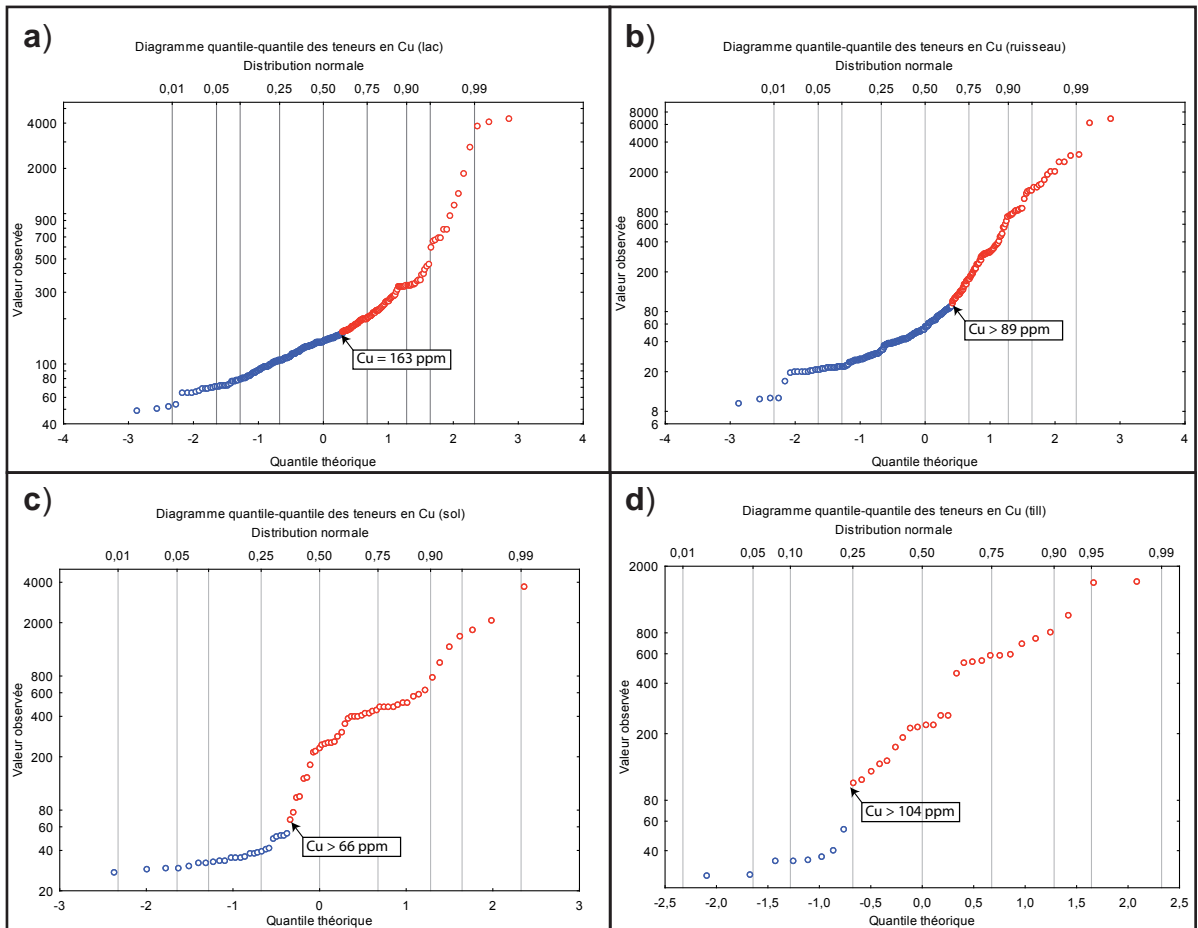 a)
Diagramme quantile-quantile des teneurs en Cu (lac)
Distribution normale
0,01 0,05 0,25 0,50 0,75 0,90 0,99
Valeur observée
4000
2000
900
700
500
300
100
80
60
40
Cu = 163 ppm
-4 -3 -2 -1 0 1 2 3 4
Quantile théorique
b)
Diagramme quantile-quantile des teneurs en Cu (ruisseau)
Distribution normale
0,01 0,05 0,25 0,50 0,75 0,90 0,99
Valeur observée
8000
6000
4000
2000
800
600
400
200
80
60
40
20
8
6
Cu > 89 ppm
-4 -3 -2 -1 0 1 2 3 4
Quantile théorique
c)
Diagramme quantile-quantile des teneurs en Cu (sol)
Distribution normale
0,01 0,05 0,25 0,50 0,75 0,90 0,99
Valeur observée
4000
2000
800
600
400
200
80
60
40
20
Cu > 66 ppm
-3 -2 -1 0 1 2 3
Quantile théorique
d)
Diagramme quantile-quantile des teneurs en Cu (till)
Distribution normale
0,01 0,05 0,10 0,25 0,50 0,75 0,90 0,95 0,99
Valeur observée
2000
800
600
400
200
80
60
40
Cu > 104 ppm
-2,5 -2,0 -1,5 -1,0 -0,5 0,0 0,5 1,0 1,5 2,0 2,5
Quantile théorique